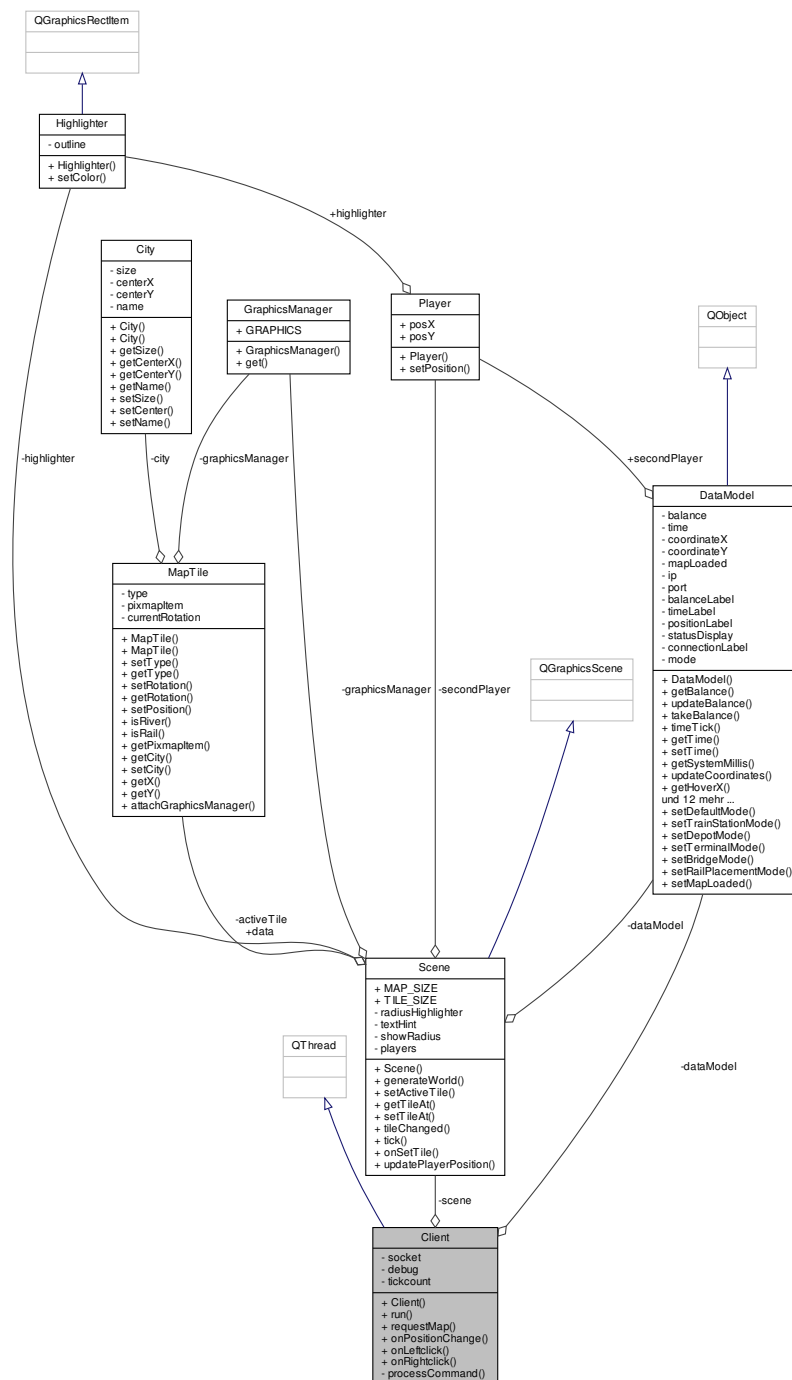 QGraphicsRectItem
Highlighter
- outline
+ Highlighter()
+ setColor()
+highlighter
City
- size
- centerX
- centerY
- name
+ City()
+ City()
+ getSize()
+ getCenterX()
+ getCenterY()
+ getName()
+ setSize()
+ setCenter()
+ setName()
GraphicsManager
+ GRAPHICS
+ GraphicsManager()
+ get()
Player
+ posX
+ posY
+ Player()
+ setPosition()
QObject
-highlighter
-city
-graphicsManager
+secondPlayer
DataModel
- balance
- time
- coordinateX
- coordinateY
- mapLoaded
- ip
- port
- balanceLabel
- timeLabel
- positionLabel
- statusDisplay
- connectionLabel
- mode
+ DataModel()
+ getBalance()
+ updateBalance()
+ takeBalance()
+ timeTick()
+ getTime()
+ setTime()
+ getSystemMillis()
+ updateCoordinates()
+ getHoverX()
und 12 mehr ...
+ setDefaultMode()
+ setTrainStationMode()
+ setDepotMode()
+ setTerminalMode()
+ setBridgeMode()
+ setRailPlacementMode()
+ setMapLoaded()
MapTile
- type
- pixmapItem
- currentRotation
+ MapTile()
+ MapTile()
+ setType()
+ getType()
+ setRotation()
+ getRotation()
+ setPosition()
+ isRiver()
+ isRail()
+ getPixmapItem()
+ getCity()
+ setCity()
+ getX()
+ getY()
+ attachGraphicsManager()
-graphicsManager
-secondPlayer
QGraphicsScene
-activeTile
+data
-dataModel
Scene
+ MAP_SIZE
+ TILE_SIZE
- radiusHighlighter
- textHint
- showRadius
- players
+ Scene()
+ generateWorld()
+ setActiveTile()
+ getTileAt()
+ setTileAt()
+ tileChanged()
+ tick()
+ onSetTile()
+ updatePlayerPosition()
QThread
-dataModel
-scene
Client
- socket
- debug
- tickcount
+ Client()
+ run()
+ requestMap()
+ onPositionChange()
+ onLeftclick()
+ onRightclick()
- processCommand()